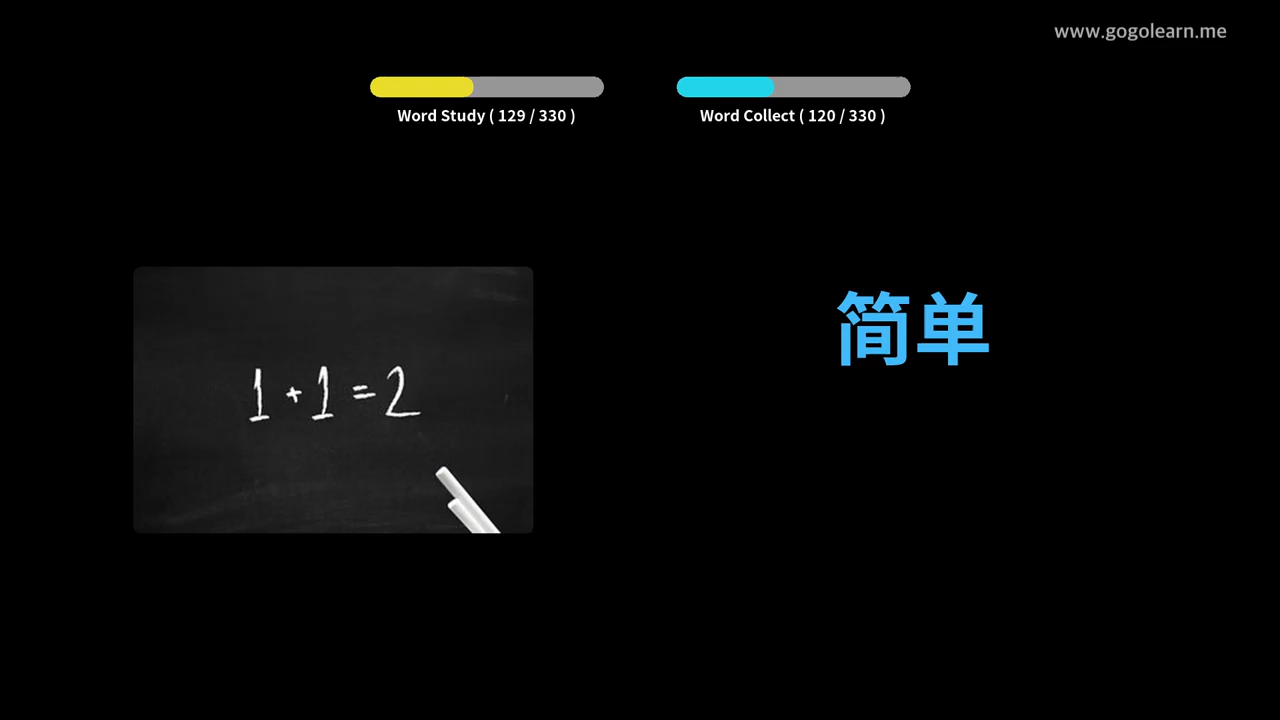 www.gogolearn.me
Word Study ( 129 / 330 )
Word Collect ( 120 / 330 )
简单
1 + 1 = 2